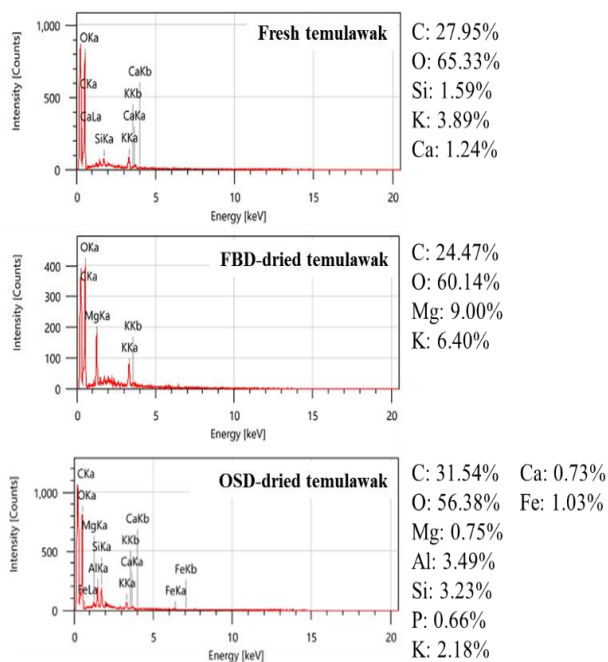 Fresh temulawak
Intensity [Counts]
1,000
500
0
OKa
CKa
CaLa
SiKa
CaKb
KKb
CaKa
KKa
0 5 10 15 20
Energy [keV]
C: 27.95%
O: 65.33%
Si: 1.59%
K: 3.89%
Ca: 1.24%
FBD-dried temulawak
Intensity [Counts]
400
300
200
100
0
OKa
CKa
MgKa
KKb
KKa
0 5 10 15 20
Energy [keV]
C: 24.47%
O: 60.14%
Mg: 9.00%
K: 6.40%
OSD-dried temulawak
Intensity [Counts]
1,000
500
0
CKa
OKa
MgKa
SiKa
AlKa
FeLa
CaKb
KKb
CaKa
KKa
FeKb
FeKa
0 5 10 15 20
Energy [keV]
C: 31.54% Ca: 0.73%
O: 56.38% Fe: 1.03%
Mg: 0.75%
Al: 3.49%
Si: 3.23%
P: 0.66%
K: 2.18%